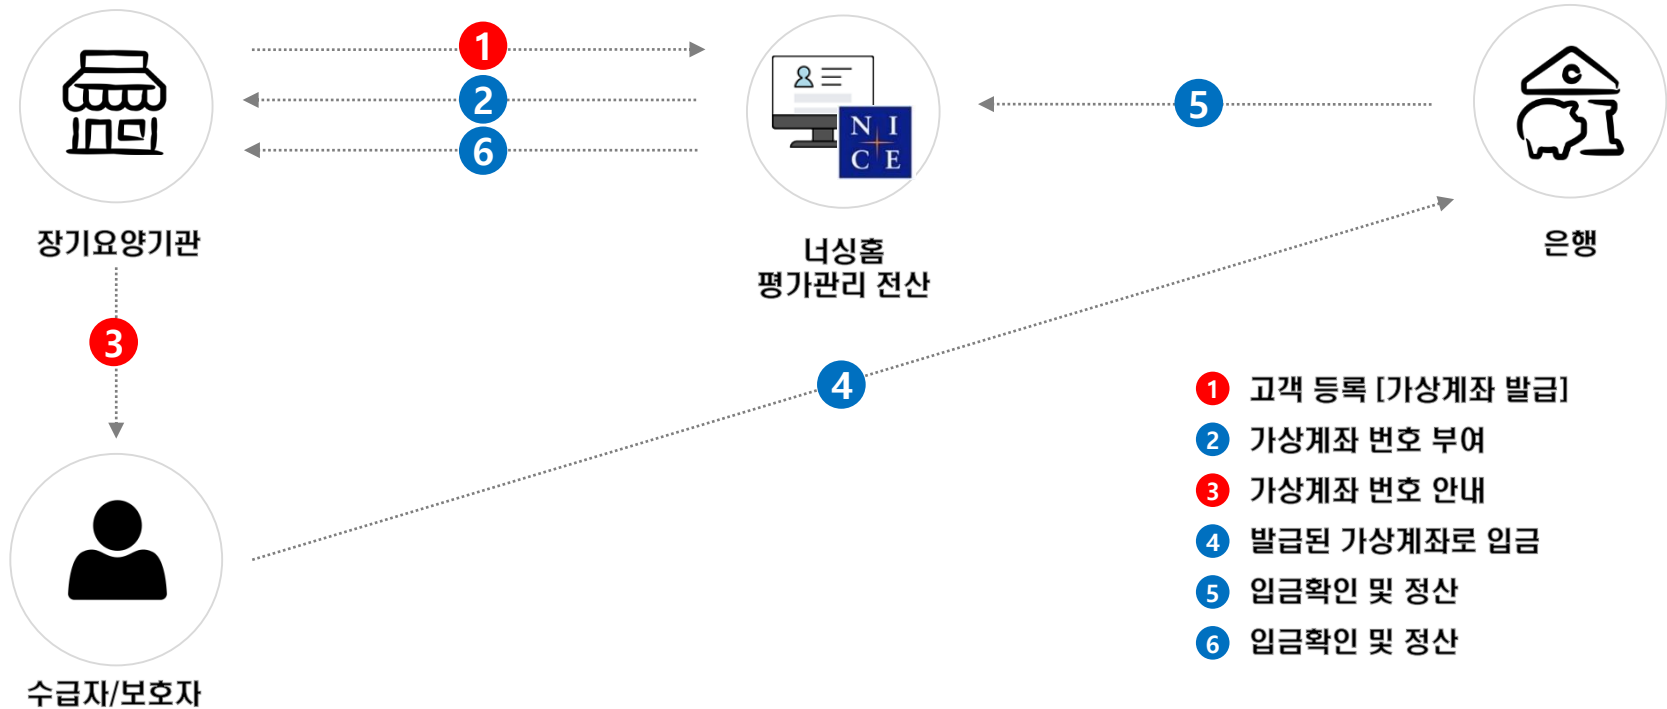 1
2
6
N I
C E
5
장기요양기관
너싱홈
평가관리 전산
은행
3
4
수급자/보호자
1 고객 등록 [가상계좌 발급]
2 가상계좌 번호 부여
3 가상계좌 번호 안내
4 발급된 가상계좌로 입금
5 입금확인 및 정산
6 입금확인 및 정산